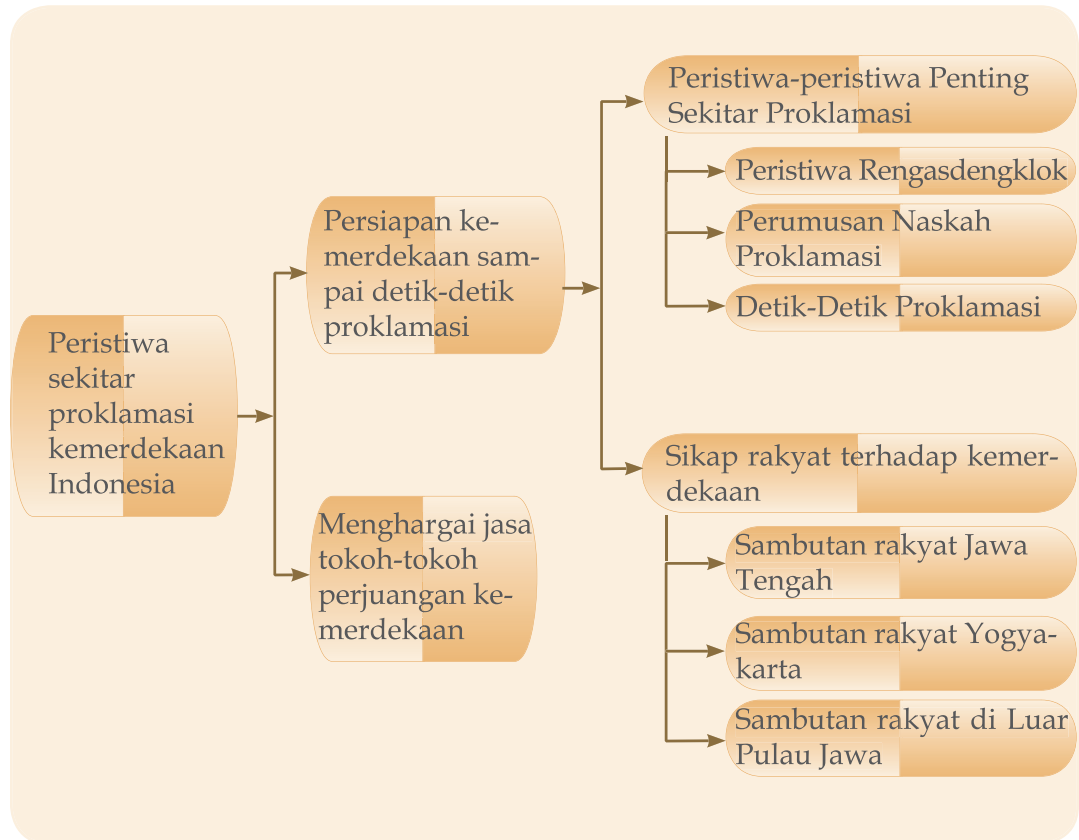 Peristiwa
sekitar
proklamasi
kemerdekaan
Indonesia
Persiapan ke-
merdekaan sam-
pai detik-detik
proklamasi
Menghargai jasa
tokoh-tokoh
perjuangan ke-
merdekaan
Peristiwa-peristiwa Penting
Sekitar Proklamasi
Peristiwa Rengasdengklok
Perumusan Naskah
Proklamasi
Detik-Detik Proklamasi
Sikap rakyat terhadap kemer-
dekaan
Sambutan rakyat Jawa
Tengah
Sambutan rakyat Yogya-
karta
Sambutan rakyat di Luar
Pulau Jawa